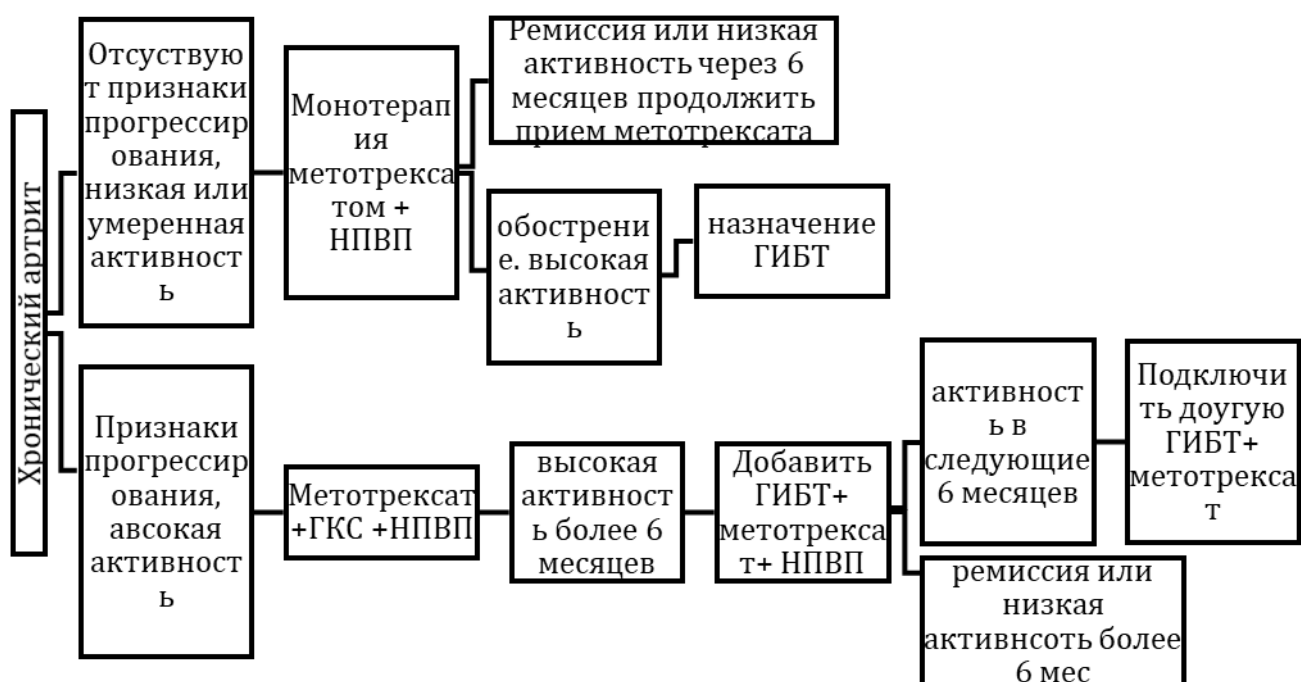 Хронический артрит
Отсуствую
т признаки
прогрессир
ования,
низкая или
умеренная
активност
ь
Монотерап
ия
метотрекса
том +
НПВП
Ремиссия или низкая
активность через 6
месяцев продолжить
прием метотрексата
обострени
е. высокая
активност
ь
назначение
ГИБТ
Признаки
прогрессир
ования,
авсокая
активност
ь
Метотрексат
+ГКС +НПВП
высокая
активност
ь более 6
месяцев
Добавить
ГИБТ+
метотрекса
т+ НПВП
активност
ь в
следующие
6 месяцев
Подключи
ть доугую
ГИБТ+
метотрекса
т
ремиссия или
низкая
активнсоть более
6 мес